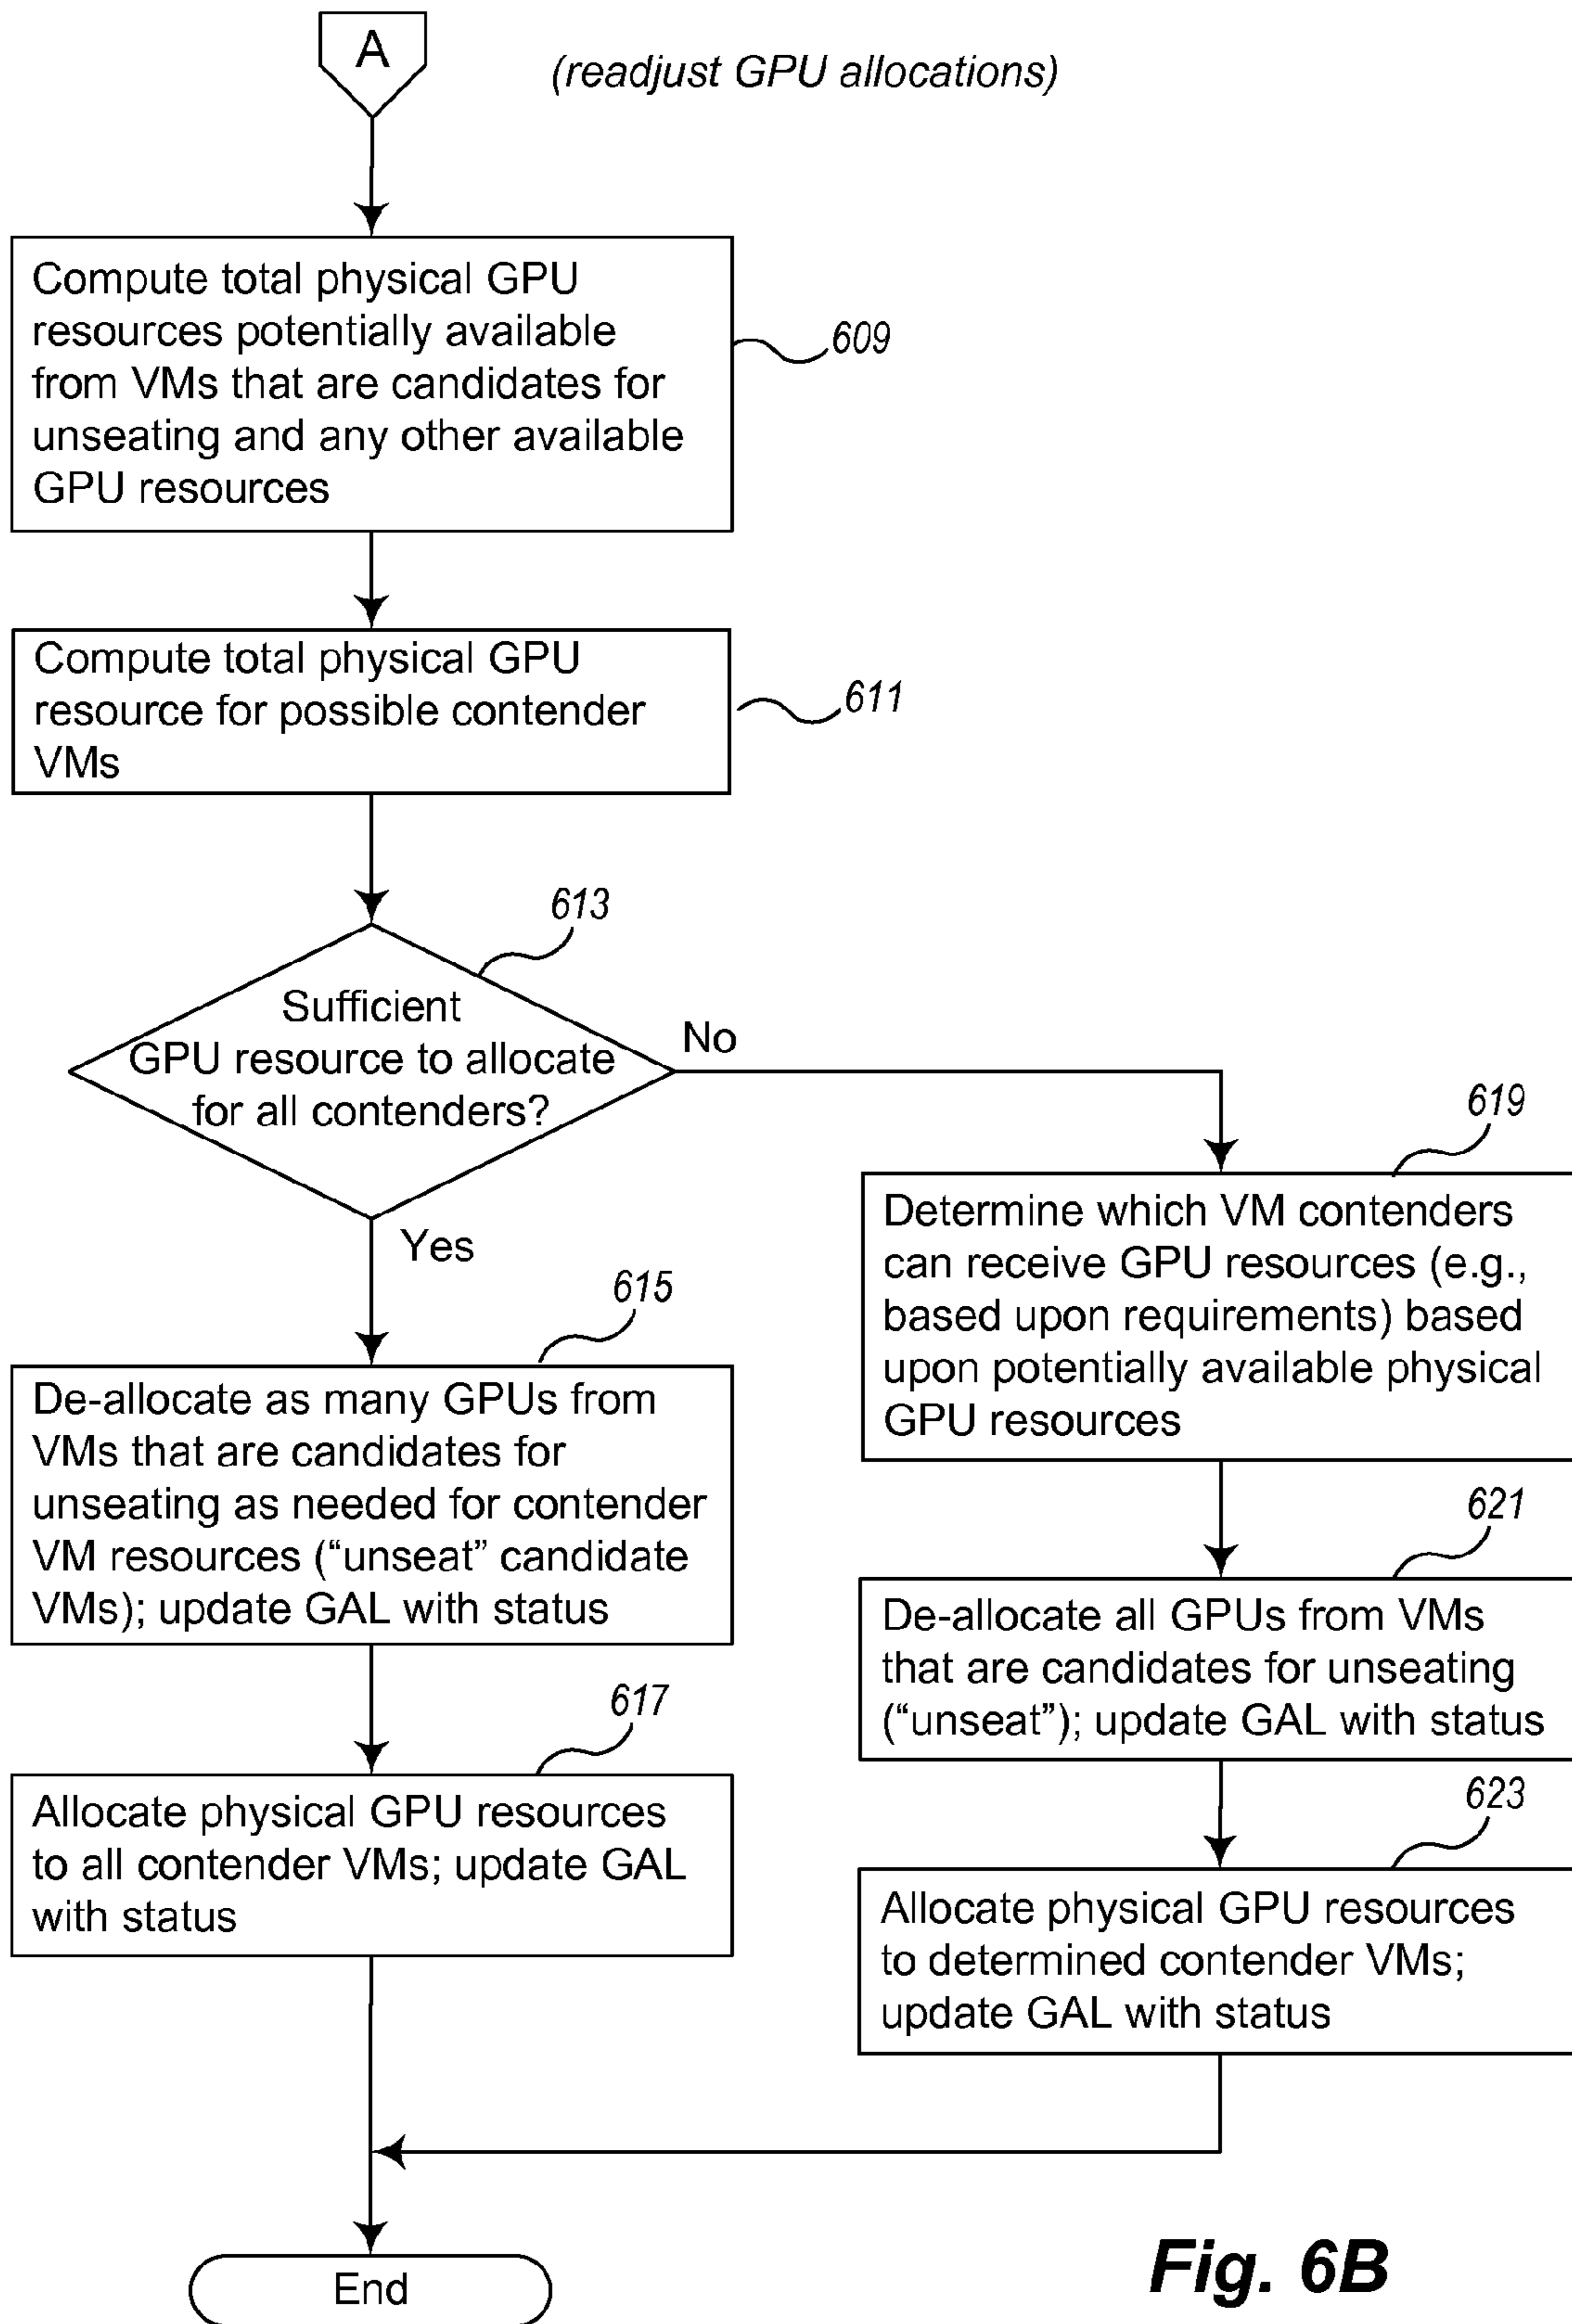 A
(readjust GPU allocations)
Compute total physical GPU
resources potentially available
from VMs that are candidates for
unseating and any other available
GPU resources
609
Compute total physical GPU
resource for possible contender
VMs
611
613
Sufficient
GPU resource to allocate
for all contenders?
No
Yes
615
De-allocate as many GPUs from
VMs that are candidates for
unseating as needed for contender
VM resources (“unseat” candidate
VMs); update GAL with status
617
Allocate physical GPU resources
to all contender VMs; update GAL
with status
619
Determine which VM contenders
can receive GPU resources (e.g.,
based upon requirements) based
upon potentially available physical
GPU resources
621
De-allocate all GPUs from VMs
that are candidates for unseating
(“unseat”); update GAL with status
623
Allocate physical GPU resources
to determined contender VMs;
update GAL with status
End
Fig. 6B